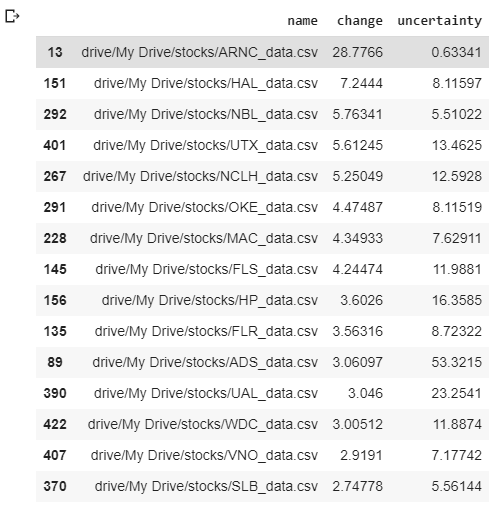 name change uncertainty
13 drive/My Drive/stocks/ARNC_data.csv 28.7766 0.63341
151 drive/My Drive/stocks/HAL_data.csv 7.2444 8.11597
292 drive/My Drive/stocks/NBL_data.csv 5.76341 5.51022
401 drive/My Drive/stocks/UTX_data.csv 5.61245 13.4625
267 drive/My Drive/stocks/NCLH_data.csv 5.25049 12.5928
291 drive/My Drive/stocks/OKE_data.csv 4.47487 8.11519
228 drive/My Drive/stocks/MAC_data.csv 4.34933 7.62911
145 drive/My Drive/stocks/FLS_data.csv 4.24474 11.9881
156 drive/My Drive/stocks/HP_data.csv 3.6026 16.3585
135 drive/My Drive/stocks/FLR_data.csv 3.56316 8.72322
89 drive/My Drive/stocks/ADS_data.csv 3.06097 53.3215
390 drive/My Drive/stocks/UAL_data.csv 3.046 23.2541
422 drive/My Drive/stocks/WDC_data.csv 3.00512 11.8874
407 drive/My Drive/stocks/VNO_data.csv 2.9191 7.17742
370 drive/My Drive/stocks/SLB_data.csv 2.74778 5.56144